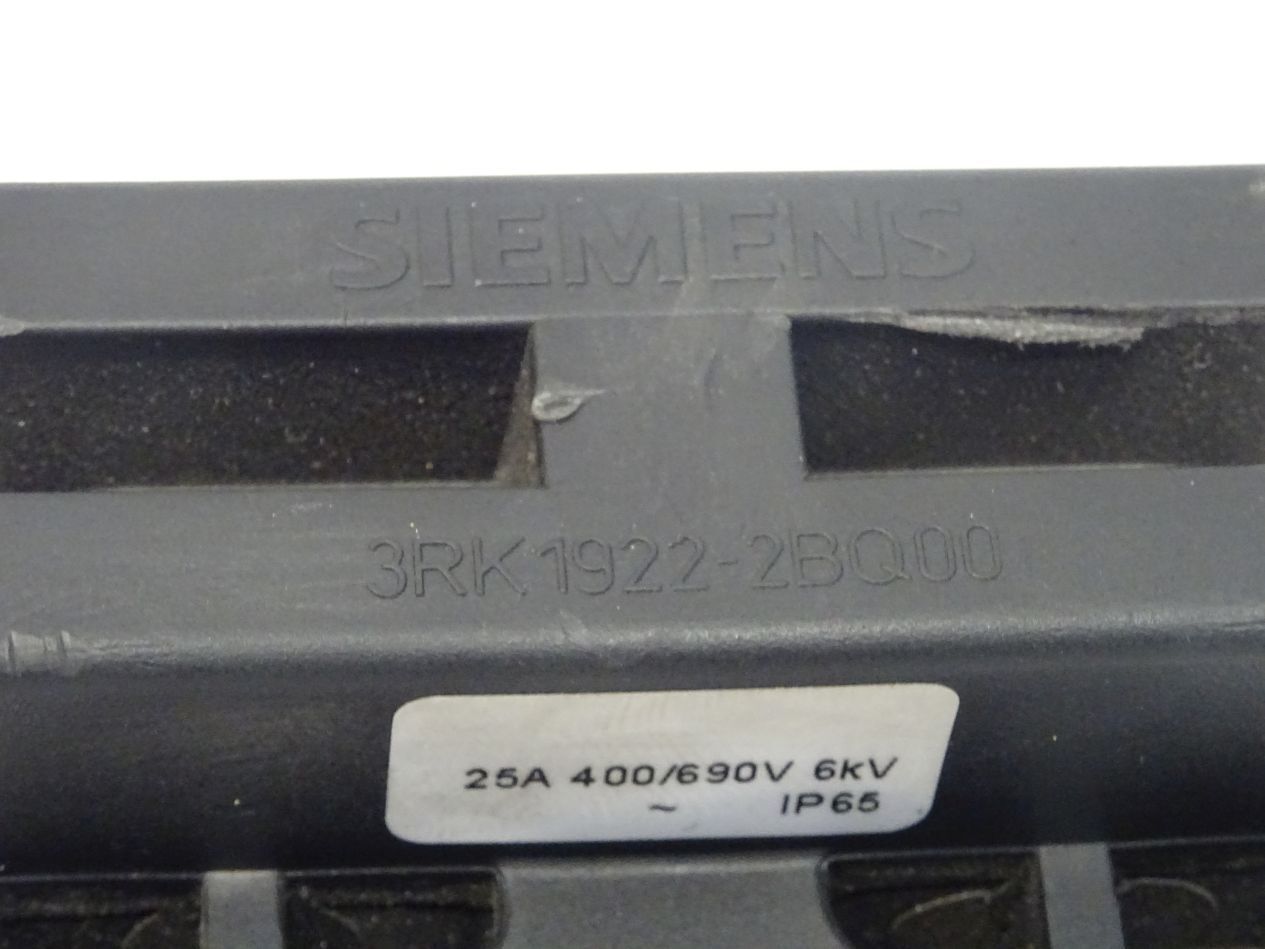 SIEMENS
3RK1922-2BQ00
25A 400/690V 6kV
~ IP65